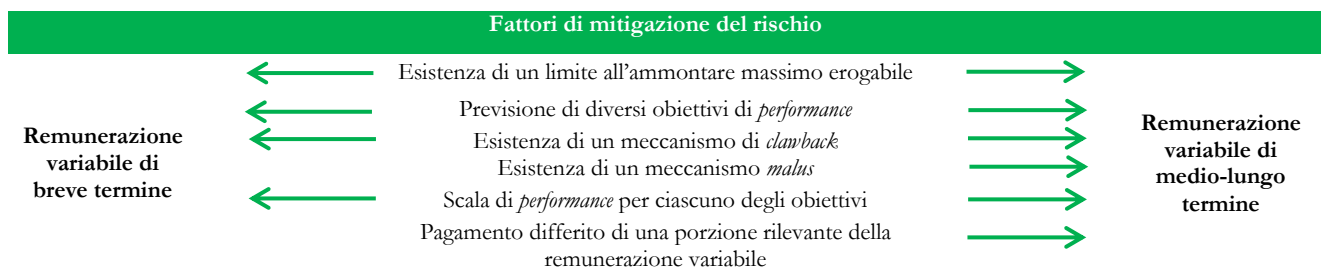 Fattori di mitigazione del rischio
Remunerazione
variabile di
breve termine
Esistenza di un limite all’ammontare massimo erogabile
Previsione di diversi obiettivi di performance
Esistenza di un meccanismo di clawback
Esistenza di un meccanismo malus
Scala di performance per ciascuno degli obiettivi
Pagamento differito di una porzione rilevante della
remunerazione variabile
Remunerazione
variabile di
medio-lungo
termine